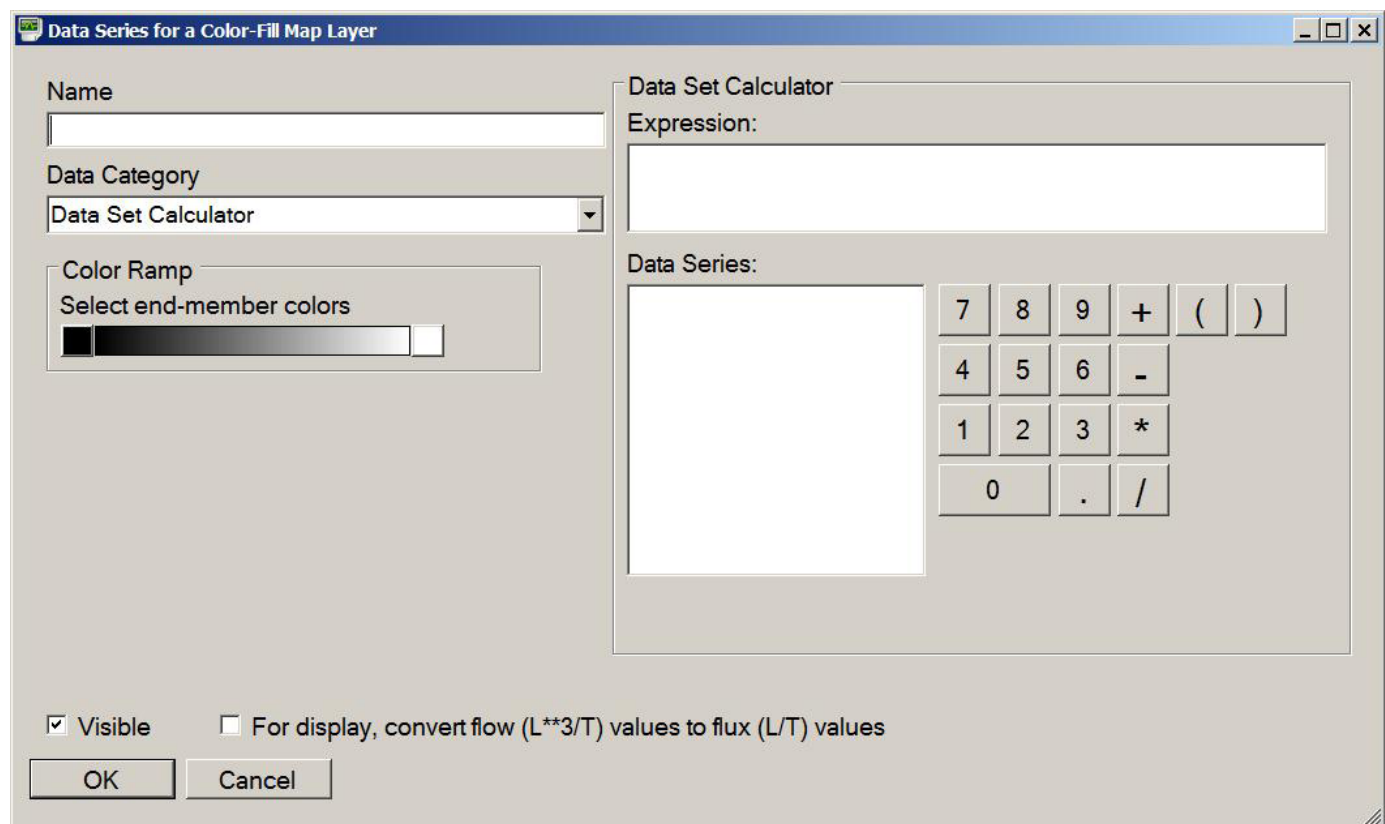 Data Series for a Color-Fill Map Layer
Name
Data Category
Data Set Calculator
Color Ramp
Select end-member colors
Data Set Calculator
Expression:
Data Series:
7 8 9 + ( )
4 5 6 -
1 2 3 *
0 . /
Visible
For display, convert flow (L**3/T) values to flux (L/T) values
OK
Cancel